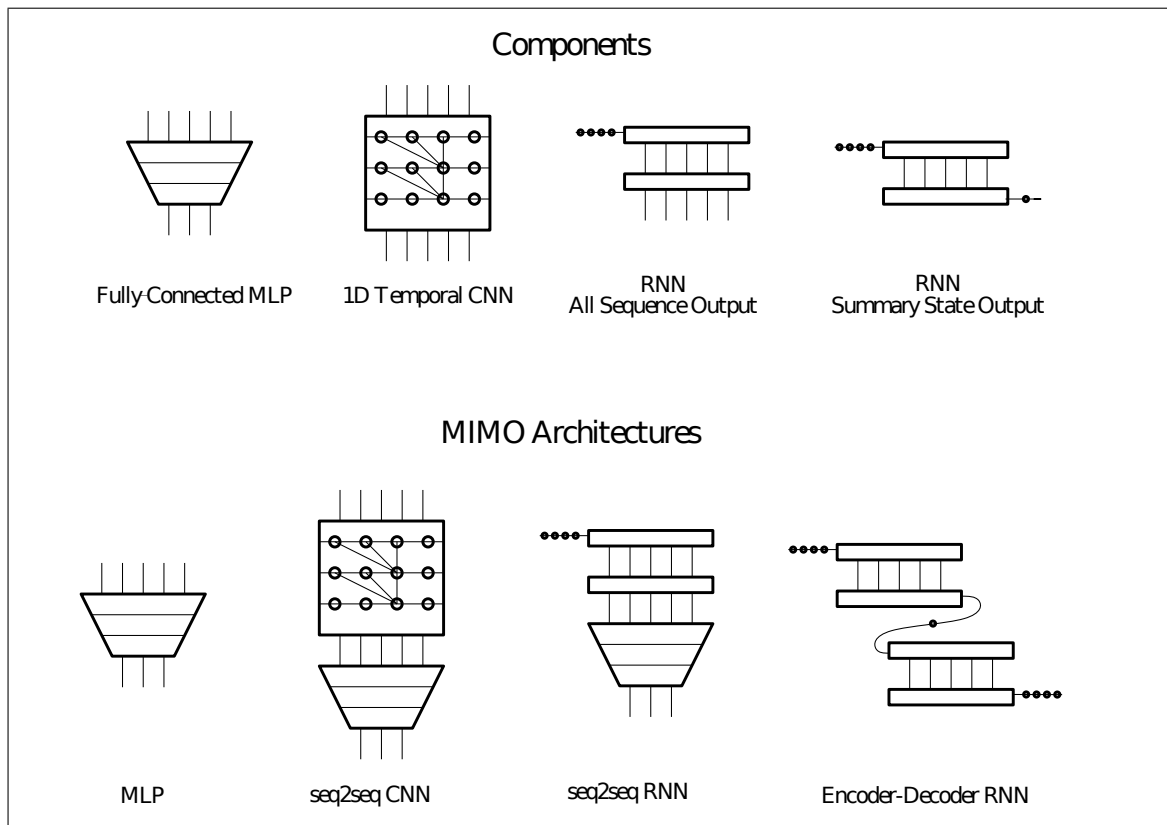 Components
Fully-Connected MLP
1D Temporal CNN
RNN
All Sequence Output
RNN
Summary State Output
MIMO Architectures
MLP
seq2seq CNN
seq2seq RNN
Encoder-Decoder RNN